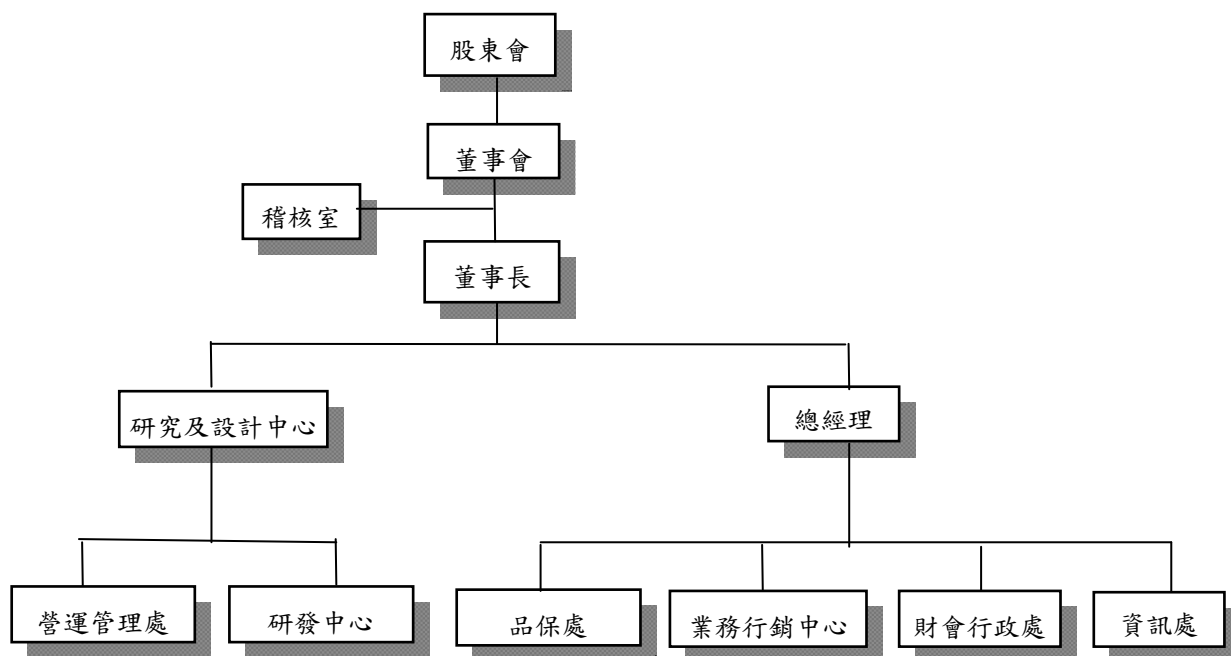 股東會
董事會
稽核室
董事長
研究及設計中心
總經理
營運管理處
研發中心
品保處
業務行銷中心
財會行政處
資訊處